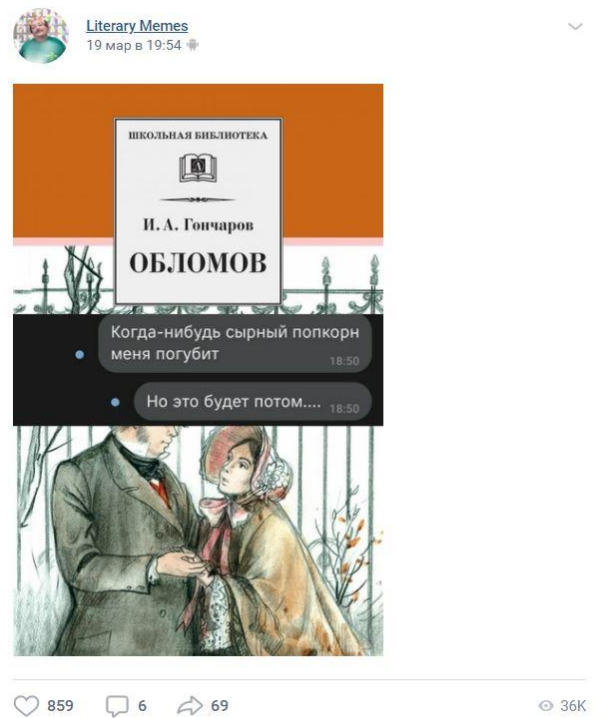 Literary Memes
19 мар в 19:54
ШКОЛЬНАЯ БИБЛИОТЕКА
И. А. Гончаров
ОБЛОМОВ
Когда-нибудь сырный попкорн
меня погубит
18:50
Но это будет потом....
18:50
859
6
69
36K